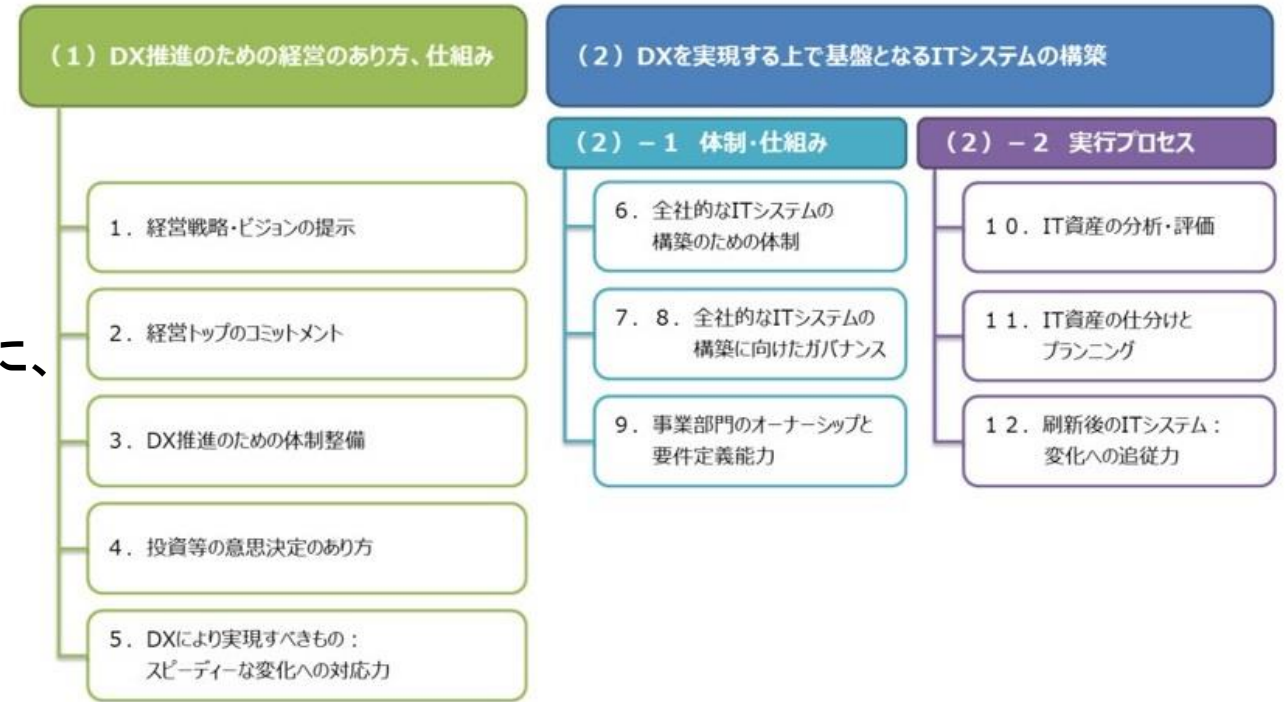 （１）DX推進のための経営のあり方、仕組み
１．経営戦略・ビジョンの提示
２．経営トップのコミットメント
３．DX推進のための体制整備
４．投資等の意思決定のあり方
５．DXにより実現すべきもの：
スピーディーな変化への対応力
（２）DXを実現する上で基盤となるITシステムの構築
（２）－１ 体制・仕組み
６．全社的なITシステムの
構築のための体制
７．８．全社的なITシステムの
構築に向けたガバナンス
９．事業部門のオーナーシップと
要件定義能力
（２）－２ 実行プロセス
１０．IT資産の分析・評価
１１．IT資産の仕分けと
プランニング
１２．刷新後のITシステム：
変化への追従力
に、